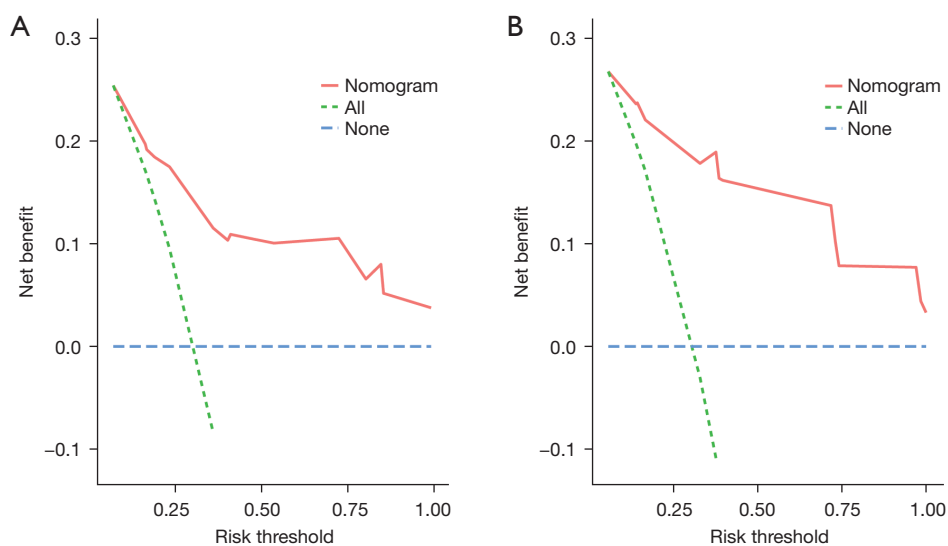 A
0.3
0.2
0.1
0.0
−0.1
Net benefit
Nomogram
All
None
0.25
0.50
0.75
1.00
Risk threshold
B
0.3
0.2
0.1
0.0
−0.1
Net benefit
Nomogram
All
None
0.25
0.50
0.75
1.00
Risk threshold